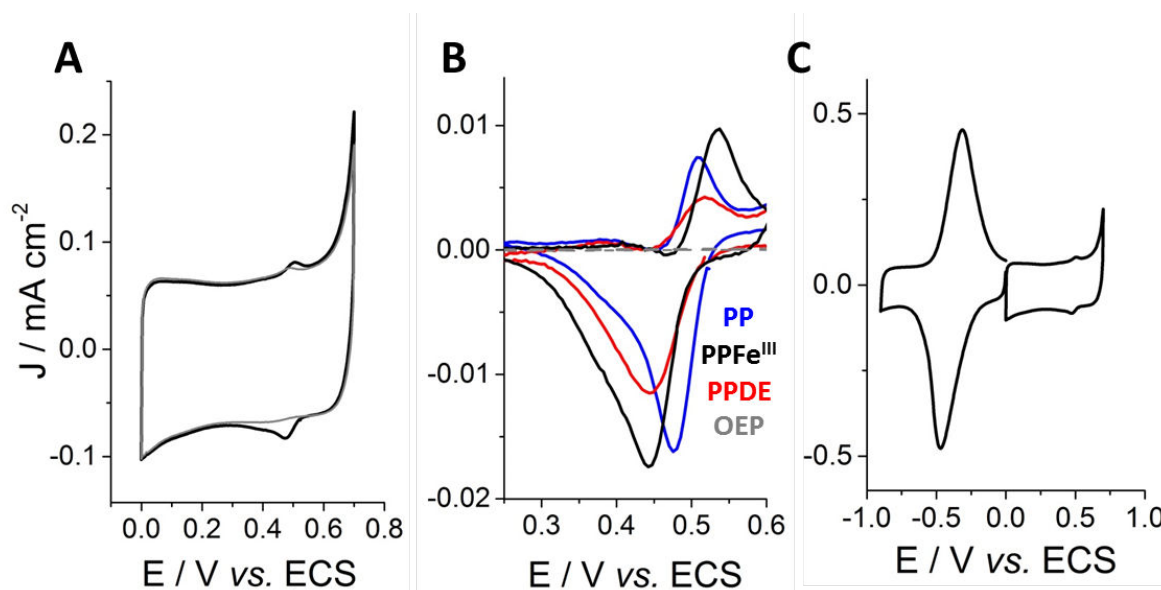 A
B
C
0.2
0.1
0.0
-0.1
J / mA cm⁻²
0.0 0.2 0.4 0.6 0.8
E / V vs. ECS
0.01
0.00
-0.01
-0.02
PP
PPFeᴵᴵᴵ
PPDE
OEP
0.3 0.4 0.5 0.6
E / V vs. ECS
0.5
0.0
-0.5
-1.0 -0.5 0.0 0.5 1.0
E / V vs. ECS